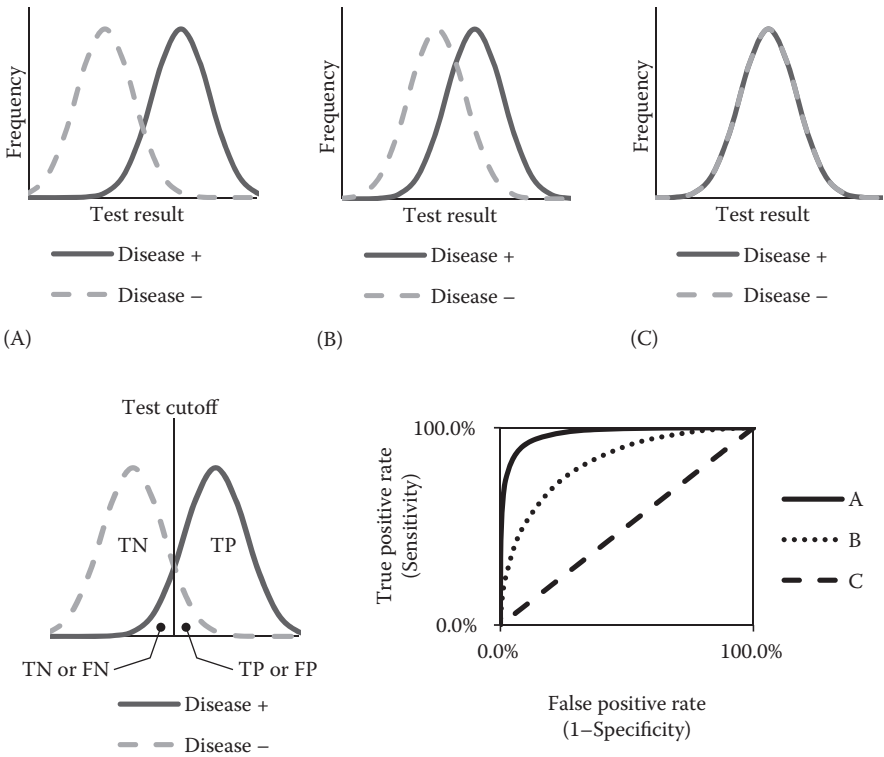 Frequency
Test result
Disease +
Disease –
(A)
Frequency
Test result
Disease +
Disease –
(B)
Frequency
Test result
Disease +
Disease –
(C)
Test cutoff
TN
TP
TN or FN
TP or FP
Disease +
Disease –
True positive rate
(Sensitivity)
100.0%
0.0%
0.0%
100.0%
False positive rate
(1–Specificity)
A
B
C